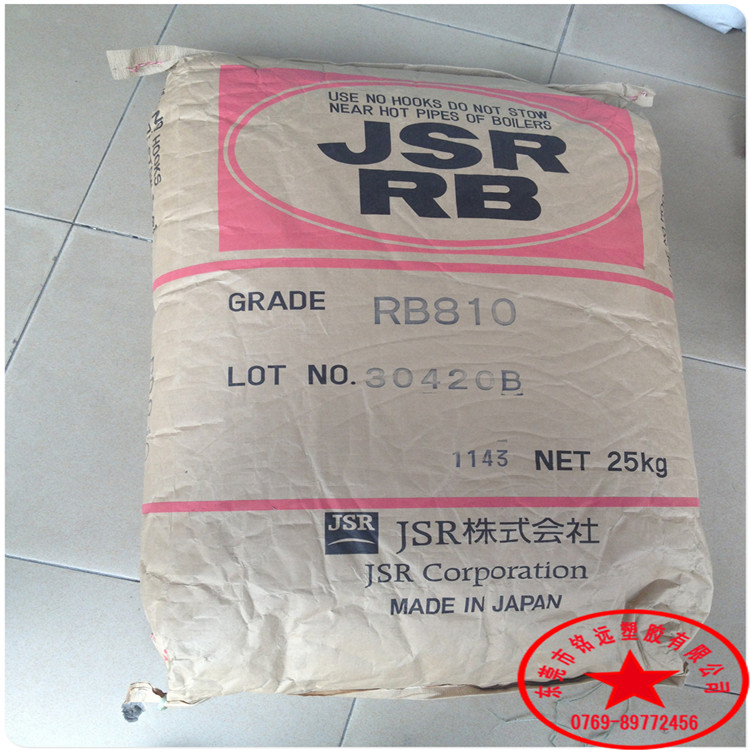 USE NO HOOKS DO NOT STOW
NEAR HOT PIPES OF BOILERS
JSR
RB
GRADE RB810
LOT NO. 30420B
1143 NET 25kg
JSR JSR株式会社
JSR Corporation
MADE IN JAPAN
HOOKS
东莞市铭远塑胶有限公司
0769-89772456